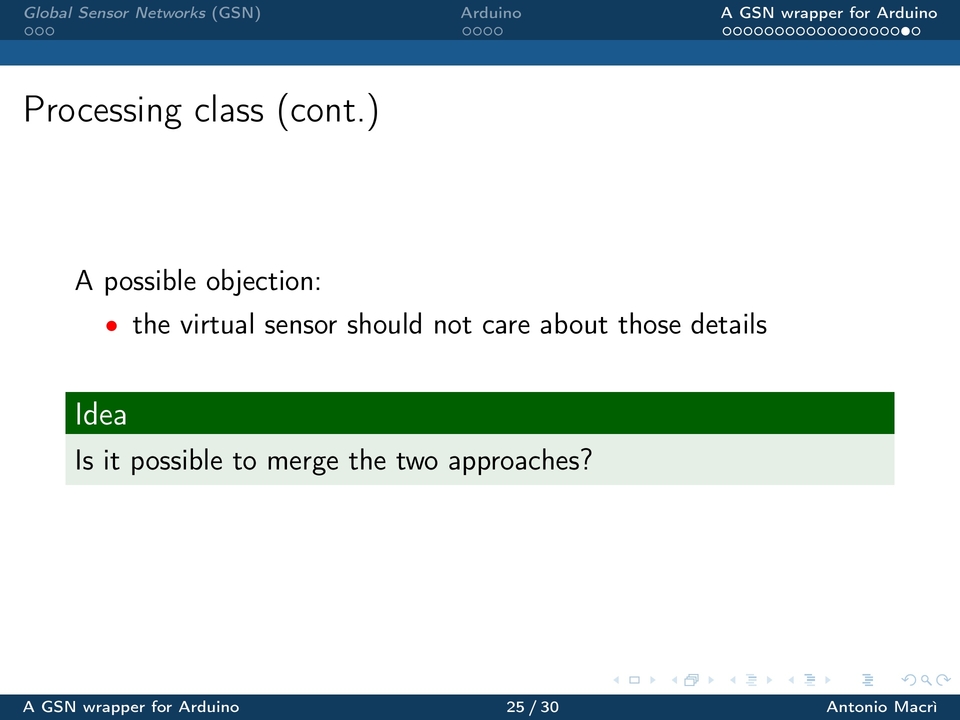 Global Sensor Networks (GSN) Arduino A GSN wrapper for Arduino
Processing class (cont.)
A possible objection:
• the virtual sensor should not care about those details
Idea
Is it possible to merge the two approaches?
A GSN wrapper for Arduino 25 / 30 Antonio Macrì